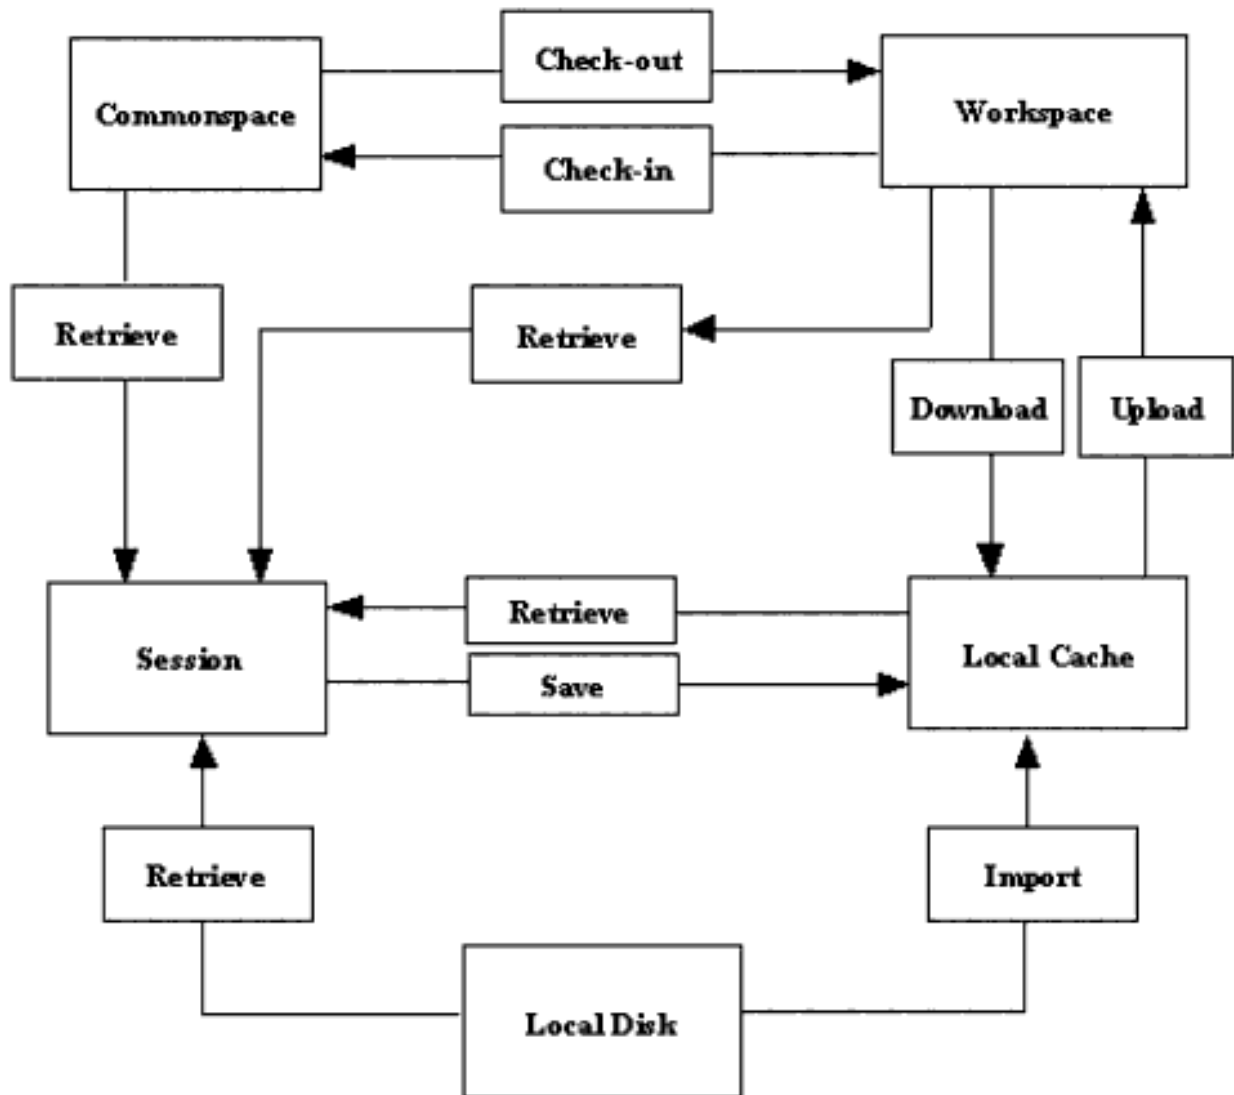 Check-out
Commonspace
Workspace
Check-in
Retrieve
Retrieve
Download
Upload
Retrieve
Session
Local Cache
Save
Retrieve
Import
Local Disk